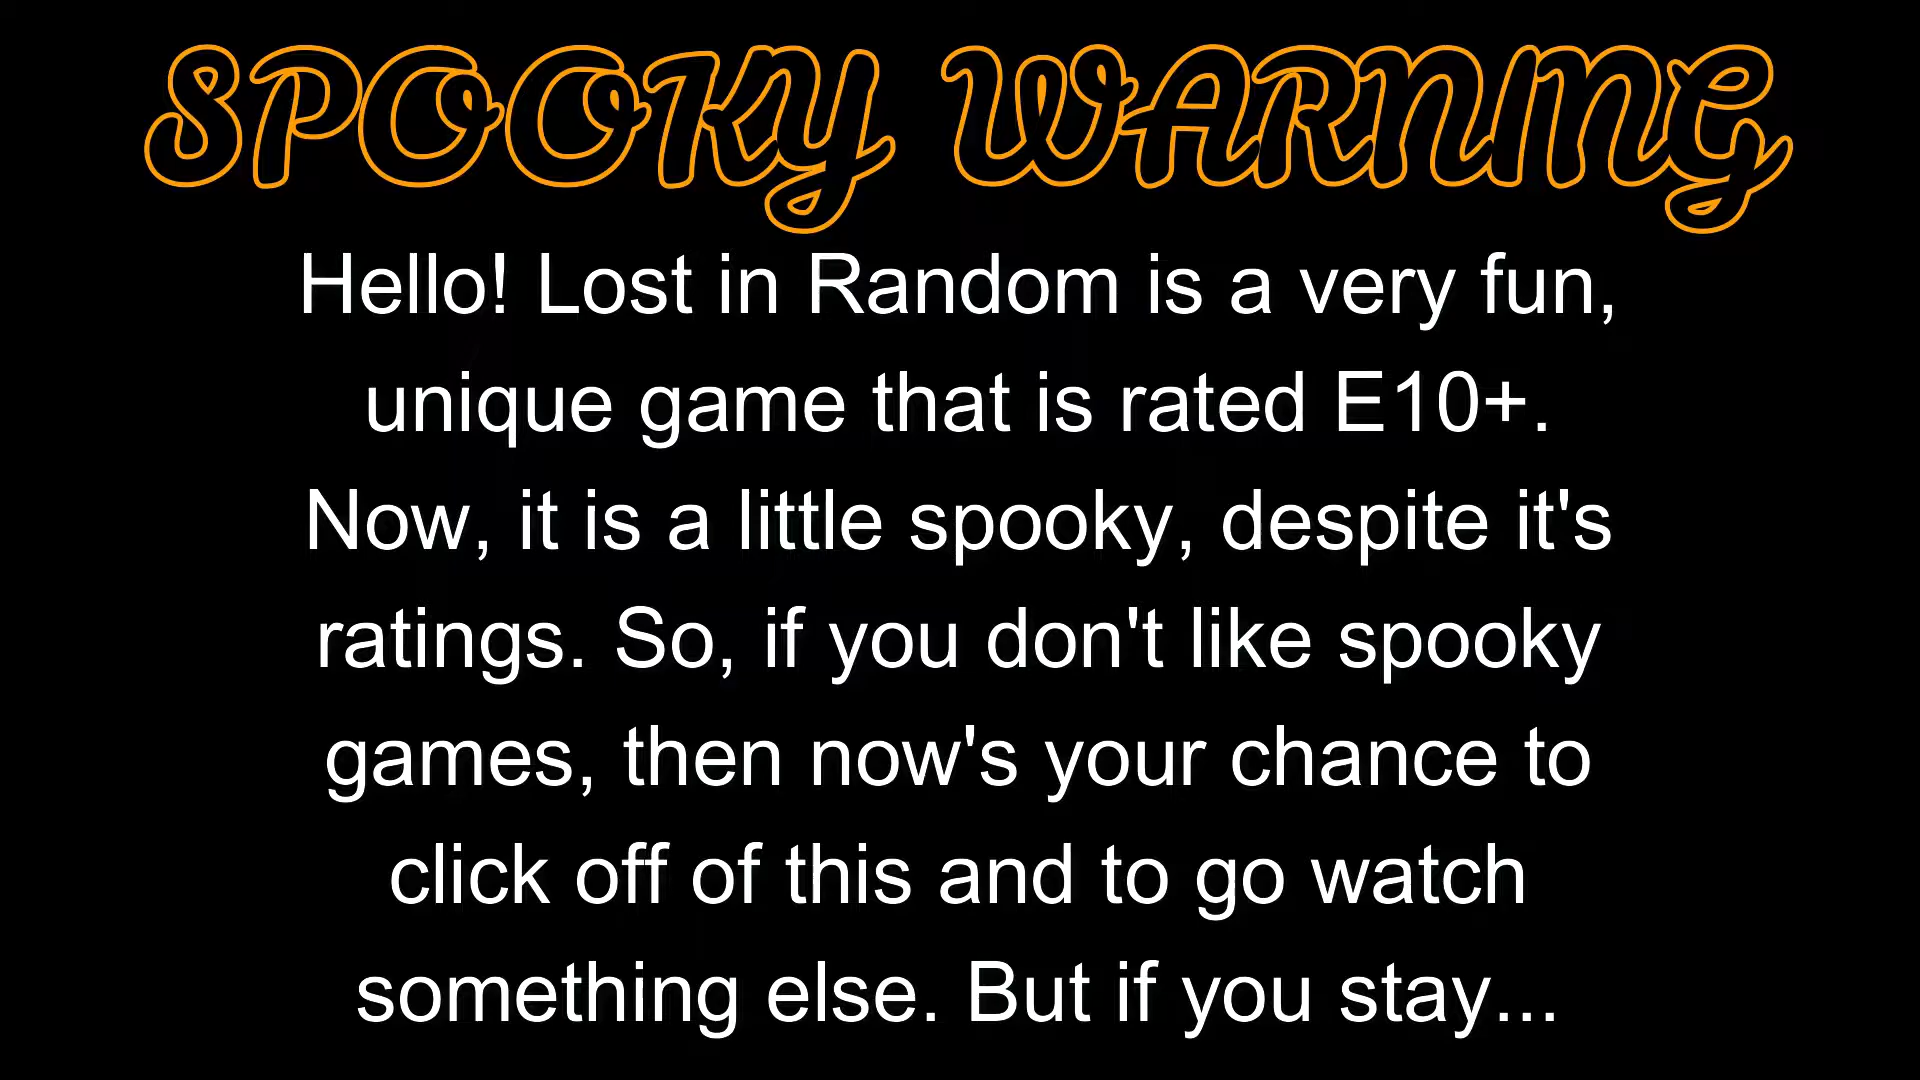 SPOOKY WARNING
Hello! Lost in Random is a very fun,
unique game that is rated E10+.
Now, it is a little spooky, despite it's
ratings. So, if you don't like spooky
games, then now's your chance to
click off of this and to go watch
something else. But if you stay...